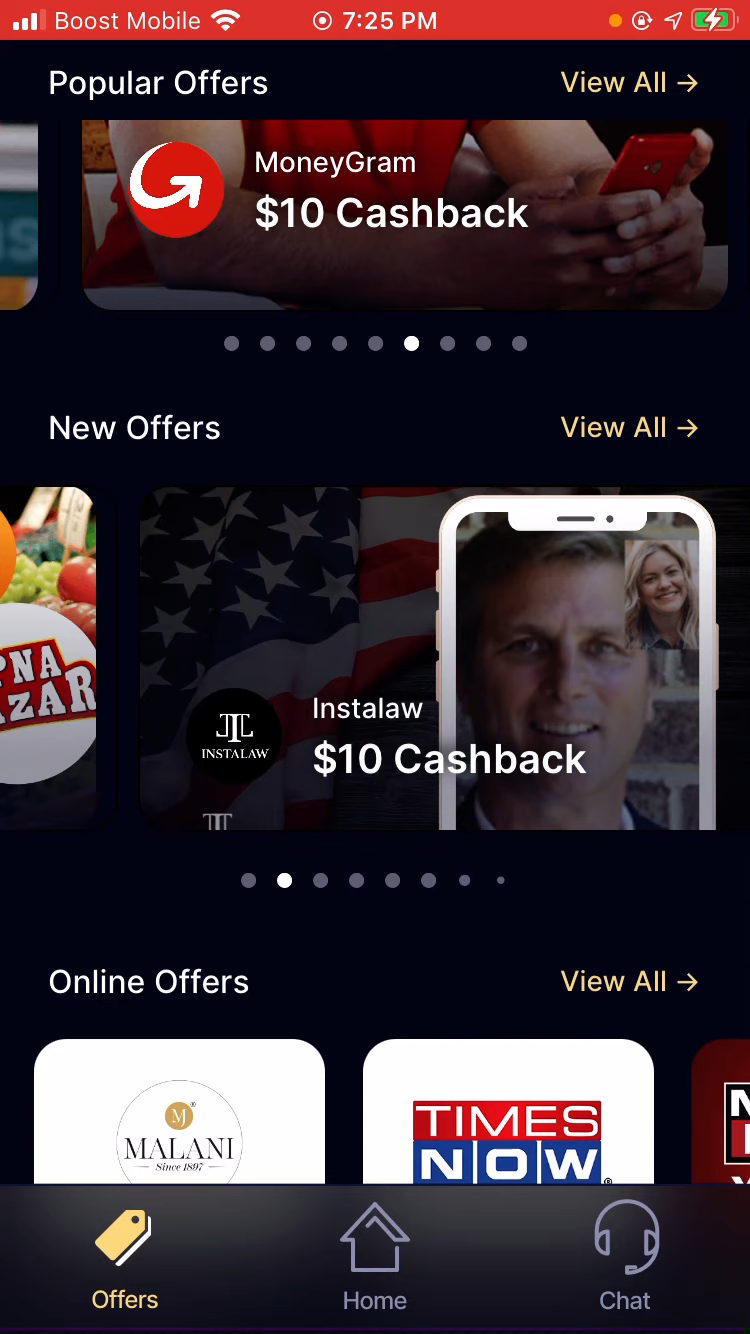 Boost Mobile 7:25 PM
Popular Offers
View All →
MoneyGram
$10 Cashback
New Offers
View All →
Instalaw
$10 Cashback
INSTALAW
Online Offers
View All →
M®
MALANI
Since 1897
TIMES
NOW®
Offers
Home
Chat